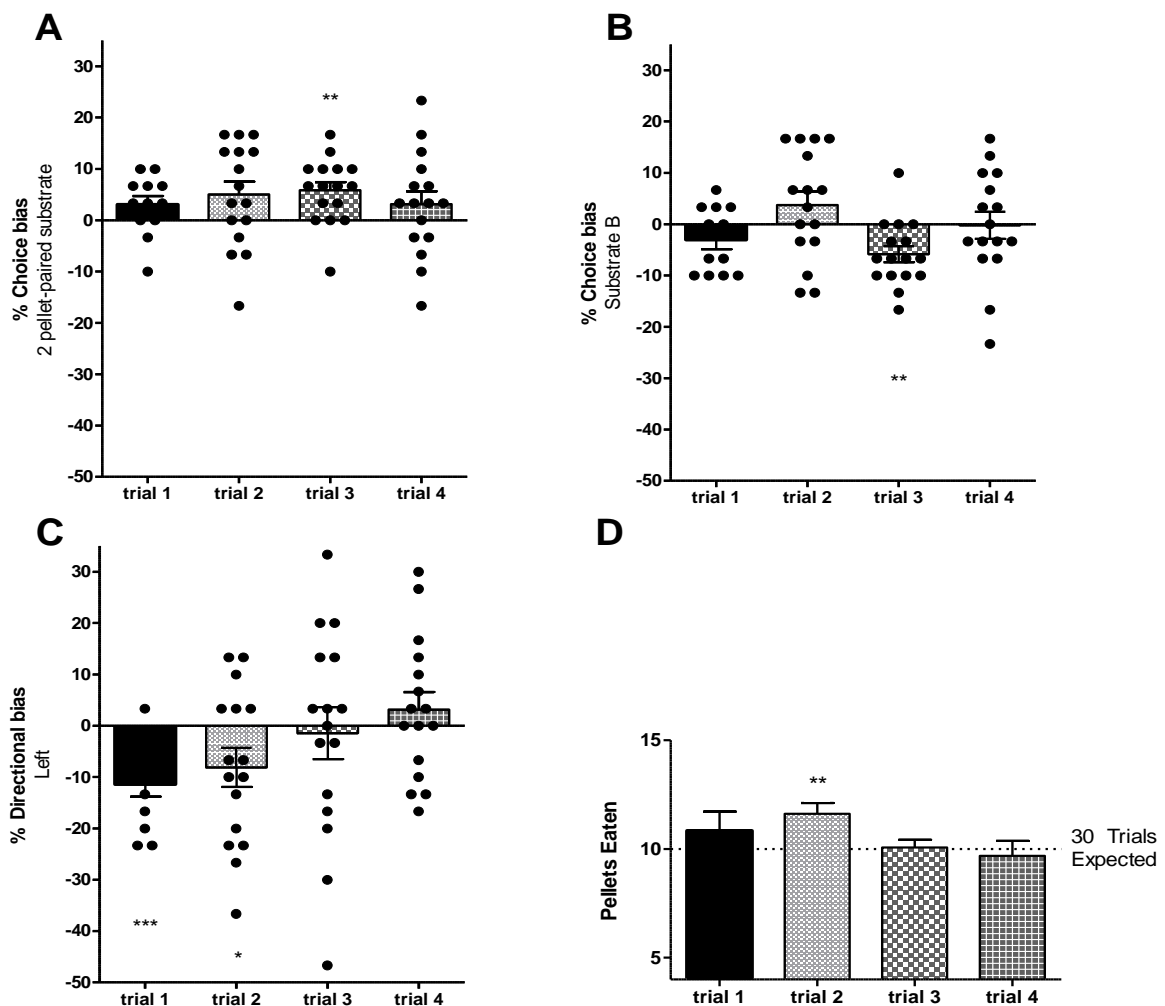 A
% Choice bias
2 pellet-paired substrate
30
20
10
0
-10
-20
-30
-40
-50
**
trial 1 trial 2 trial 3 trial 4
B
% Choice bias
Substrate B
30
20
10
0
-10
-20
-30
-40
-50
**
trial 1 trial 2 trial 3 trial 4
C
% Directional bias
Left
30
20
10
0
-10
-20
-30
-40
-50
***
*
trial 1 trial 2 trial 3 trial 4
D
Pellets Eaten
15
10
5
**
30 Trials
Expected
trial 1 trial 2 trial 3 trial 4